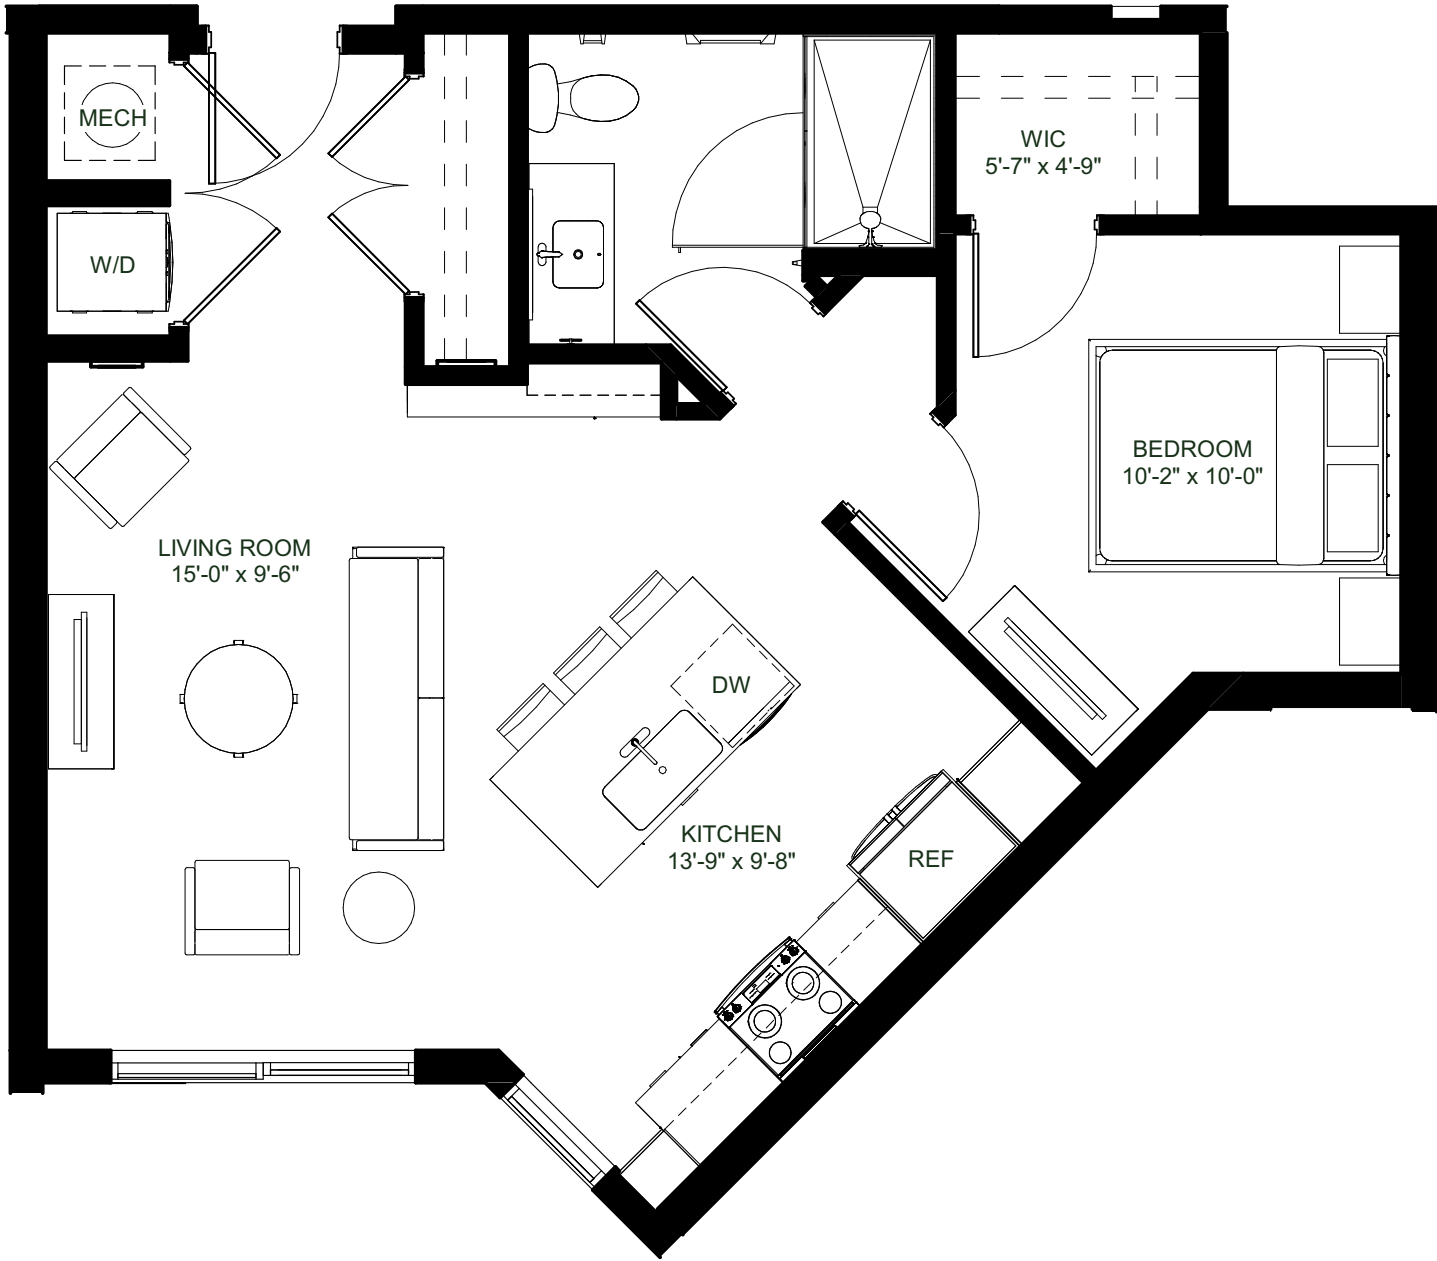 MECH
WIC
5'-7" x 4'-9"
W/D
BEDROOM
10'-2" x 10'-0"
LIVING ROOM
15'-0" x 9'-6"
DW
KITCHEN
13'-9" x 9'-8"
REF